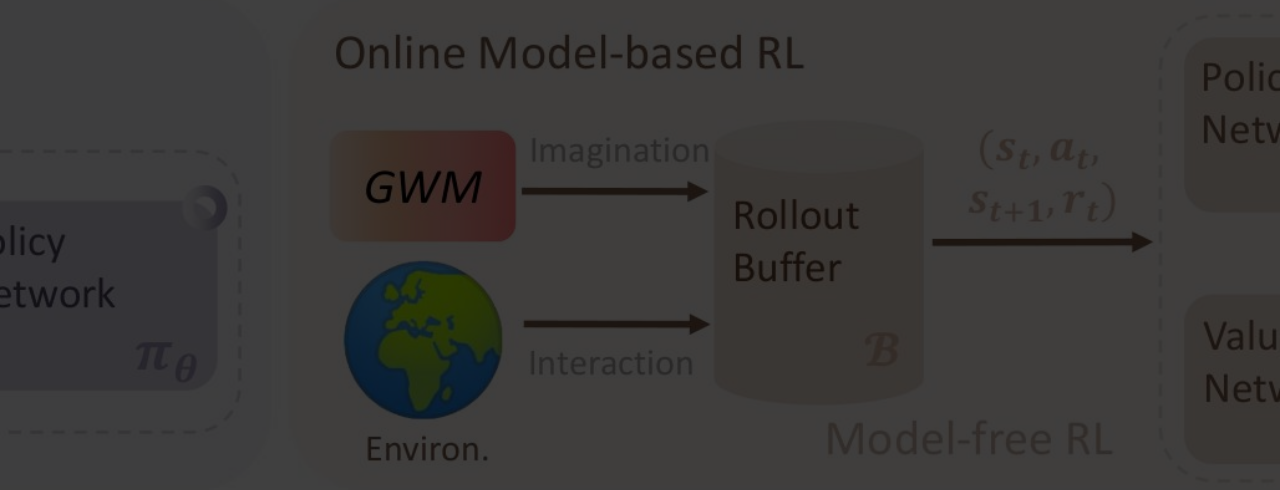 olicy
etwork
π_θ
Online Model-based RL
GWM
Imagination
Environ.
Interaction
Rollout
Buffer
ℬ
(s_t, a_t,
s_{t+1}, r_t)
Model-free RL
Polic
Netw
Valu
Netw